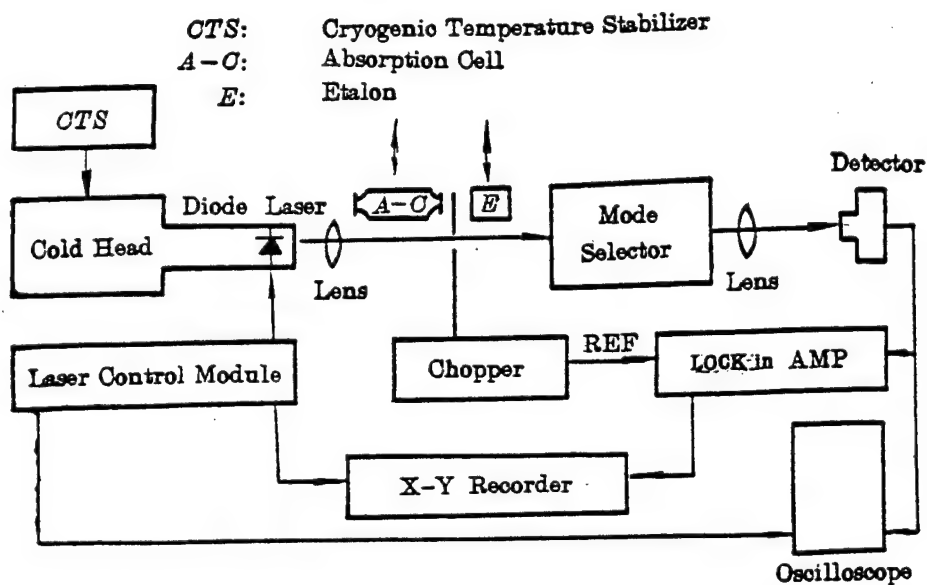 CTS: Cryogenic Temperature Stabilizer
A-C: Absorption Cell
E: Etalon
CTS
Detector
Diode Laser
A-C
E
Mode
Selector
Cold Head
Lens
Lens
REF
Laser Control Module
Chopper
LOCK-in AMP
X-Y Recorder
Oscilloscope